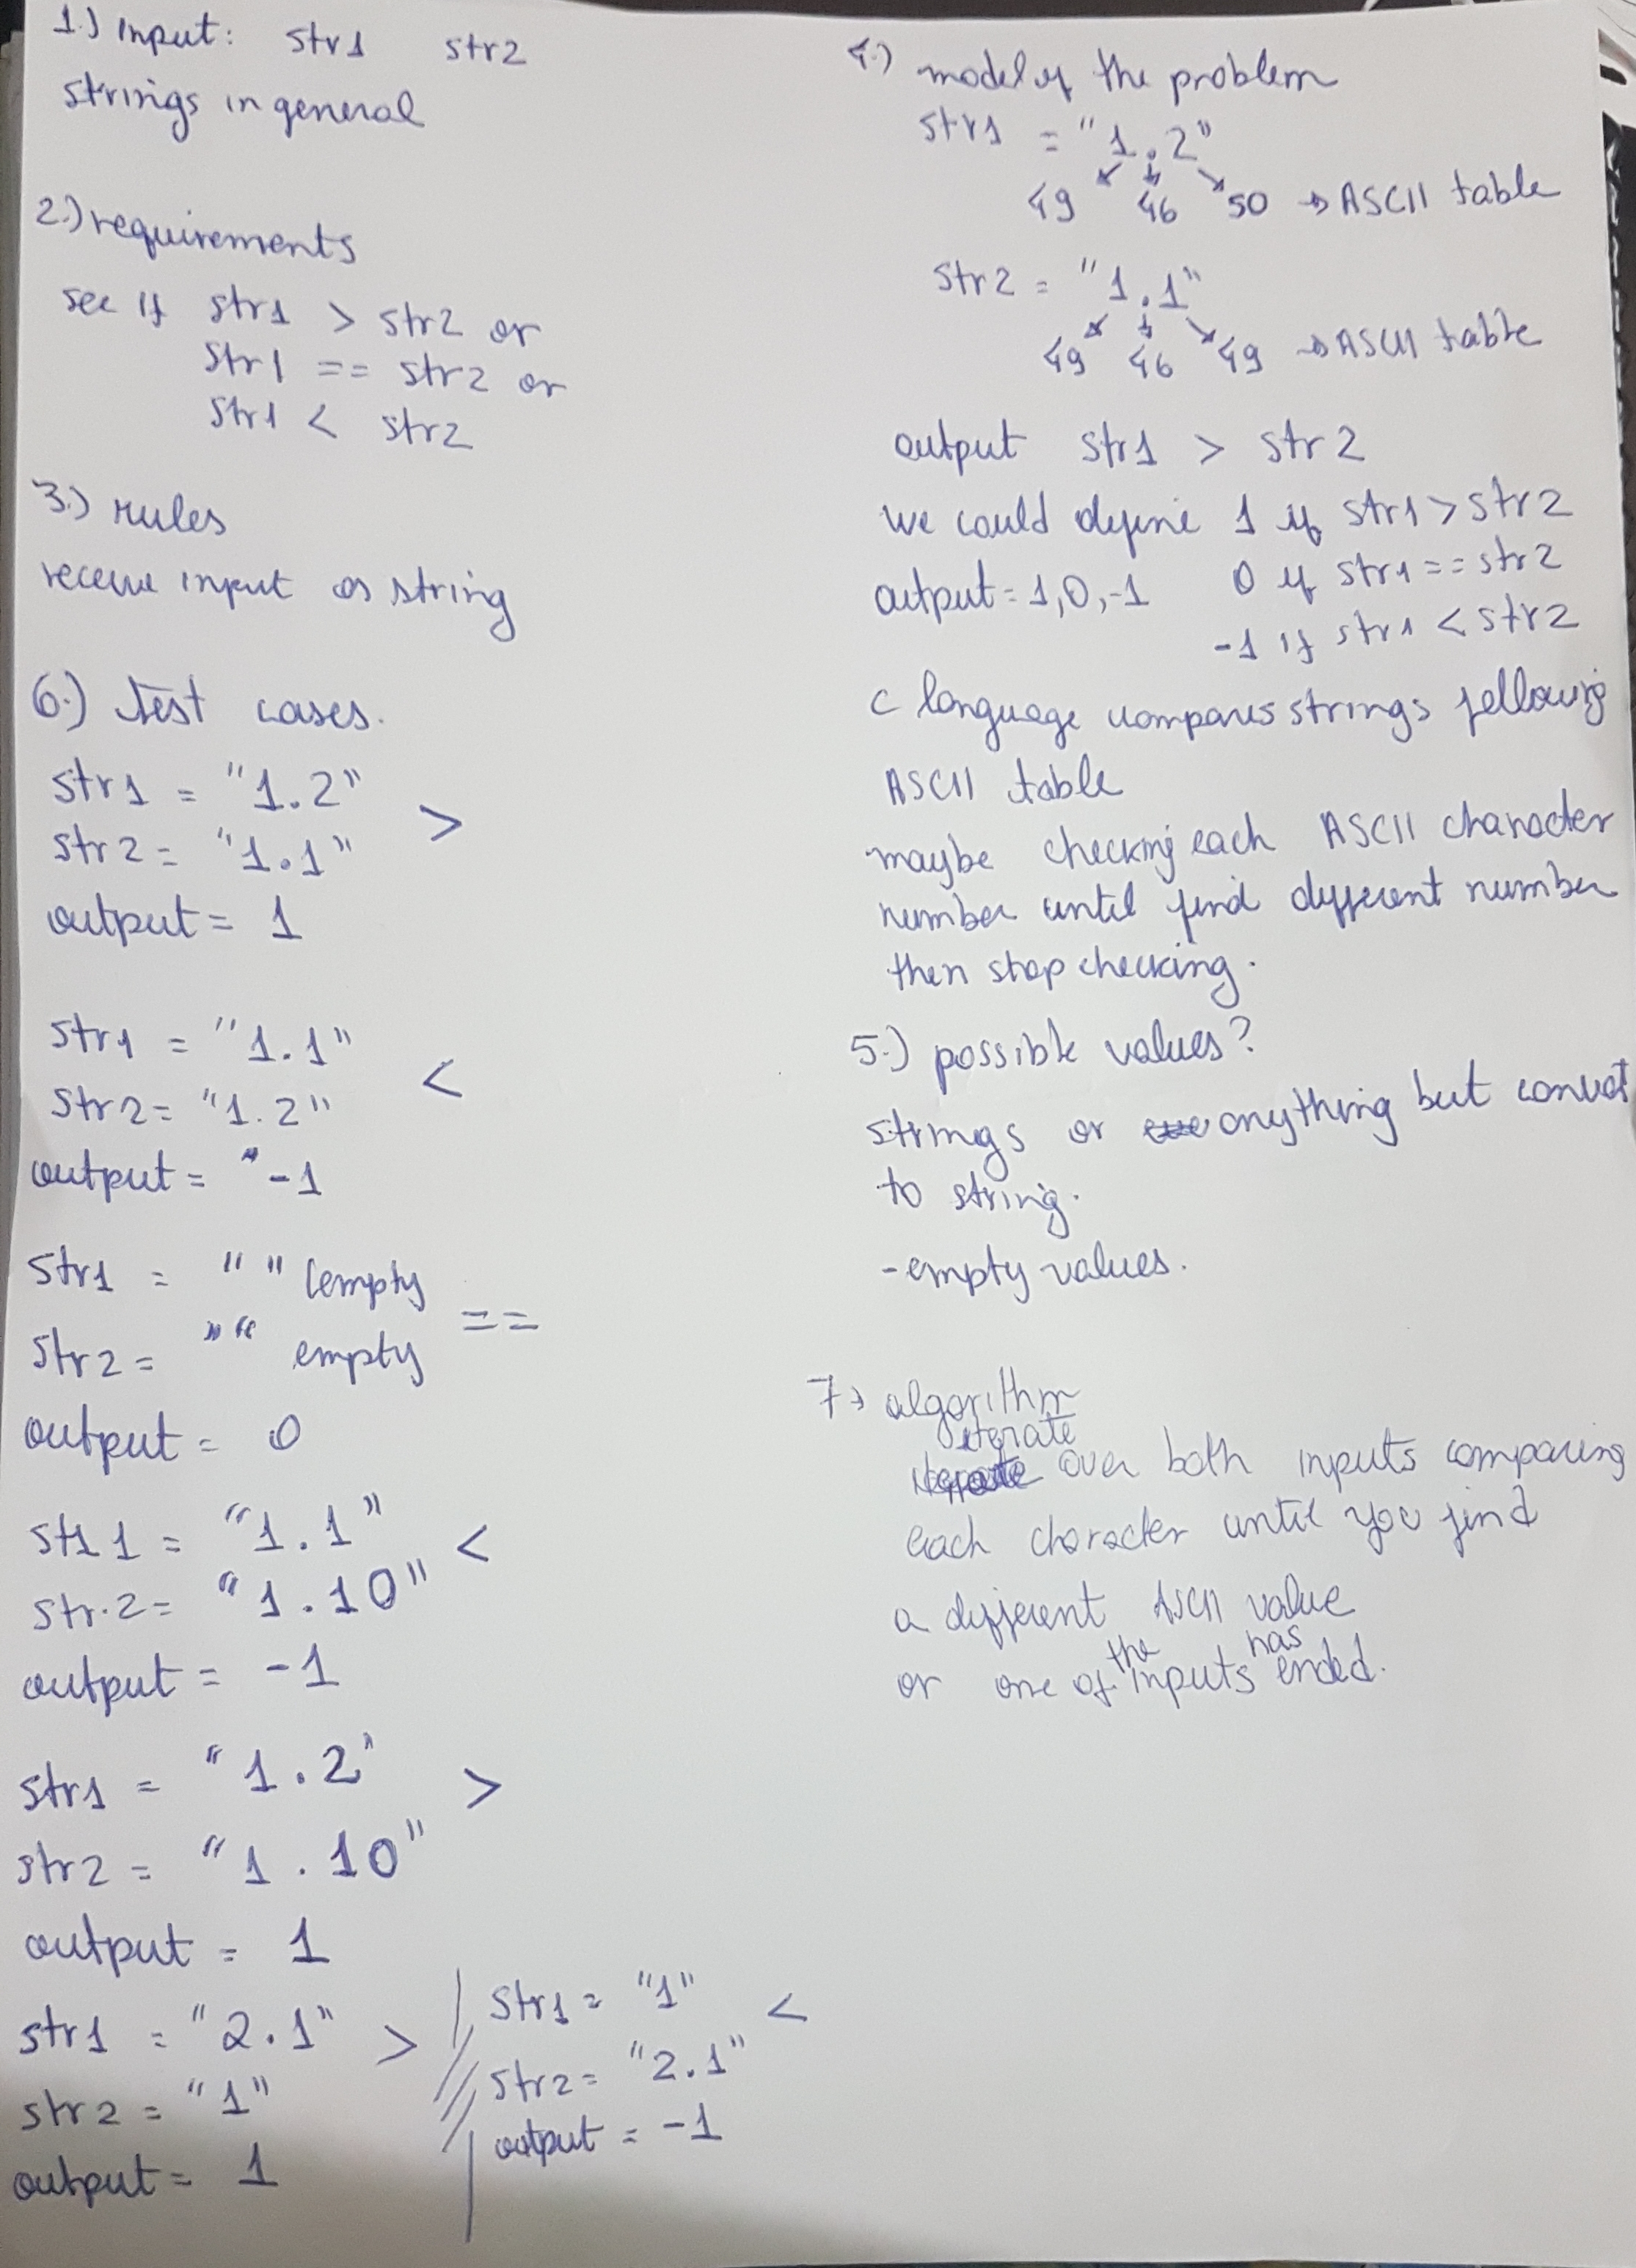 1.) Input: str1 str2
strings in general
2.) requirements
see if str1 > str2 or
str1 == str2 or
str1 < str2
3.) rules
receive input as string
6.) test cases.
str1 = "1.2"
>
str2 = "1.1"
output = 1
str1 = "1.1"
<
str2 = "1.2"
output = -1
str1 = " " (empty
==
str2 = "" empty
output = 0
str1 = "1.1"
<
str.2 = "1.10"
output = -1
str1 = "1.2"
>
str2 = "1.10"
output = 1
str1 = "2.1" >
str2 = "1"
output = 1
str1 = "1" <
str2 = "2.1"
output = -1
4.) model of the problem
str1 = "1.2"
49 46 50 → ASCII table
str2 = "1.1"
49 46 49 → ASCII table
output str1 > str2
we could define 1 if str1 > str2
output = 1,0,-1 0 if str1 == str2
-1 if str1 < str2
C language compares strings following
ASCII table
maybe checking each ASCII character
number until find different number
then stop checking.
5.) possible values?
strings or anything but convert
to string.
- empty values.
7) algorithm
iterate over both inputs comparing
each character until you find
a different ASCII value
or one of the inputs has ended.